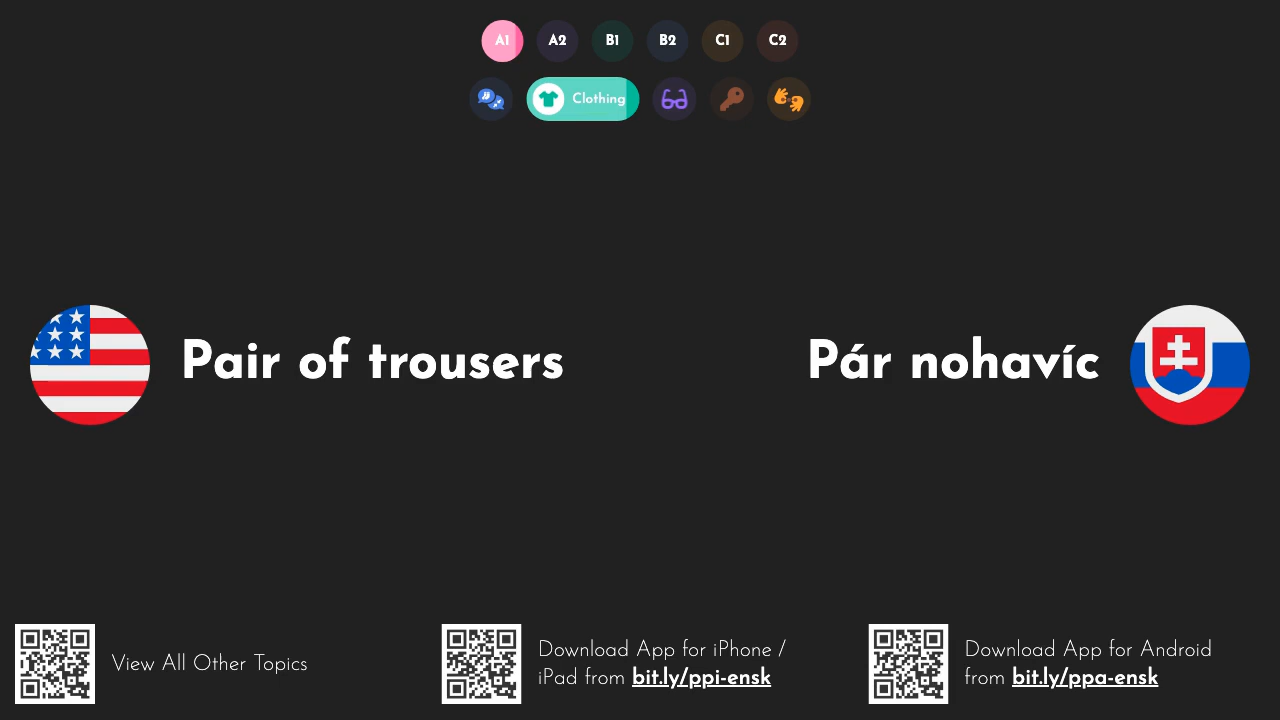 A1 A2 B1 B2 C1 C2
Clothing
Pair of trousers
Pár nohavíc
View All Other Topics
Download App for iPhone /
iPad from bit.ly/ppi-ensk
Download App for Android
from bit.ly/ppa-ensk